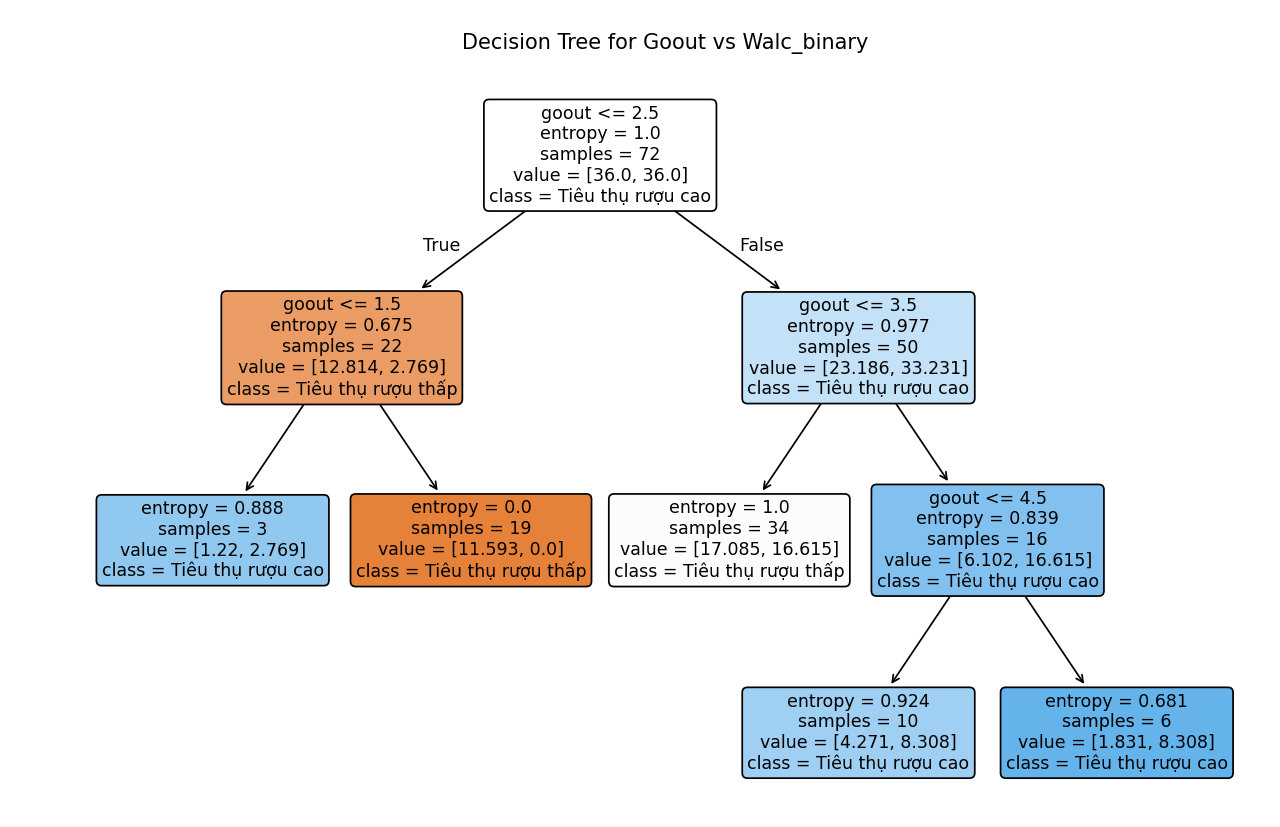 Decision Tree for Goout vs Walc_binary
goout <= 2.5
entropy = 1.0
samples = 72
value = [36.0, 36.0]
class = Tiêu thụ rượu cao
True
False
goout <= 1.5
entropy = 0.675
samples = 22
value = [12.814, 2.769]
class = Tiêu thụ rượu thấp
goout <= 3.5
entropy = 0.977
samples = 50
value = [23.186, 33.231]
class = Tiêu thụ rượu cao
entropy = 0.888
samples = 3
value = [1.22, 2.769]
class = Tiêu thụ rượu cao
entropy = 0.0
samples = 19
value = [11.593, 0.0]
class = Tiêu thụ rượu thấp
entropy = 1.0
samples = 34
value = [17.085, 16.615]
class = Tiêu thụ rượu thấp
goout <= 4.5
entropy = 0.839
samples = 16
value = [6.102, 16.615]
class = Tiêu thụ rượu cao
entropy = 0.924
samples = 10
value = [4.271, 8.308]
class = Tiêu thụ rượu cao
entropy = 0.681
samples = 6
value = [1.831, 8.308]
class = Tiêu thụ rượu cao